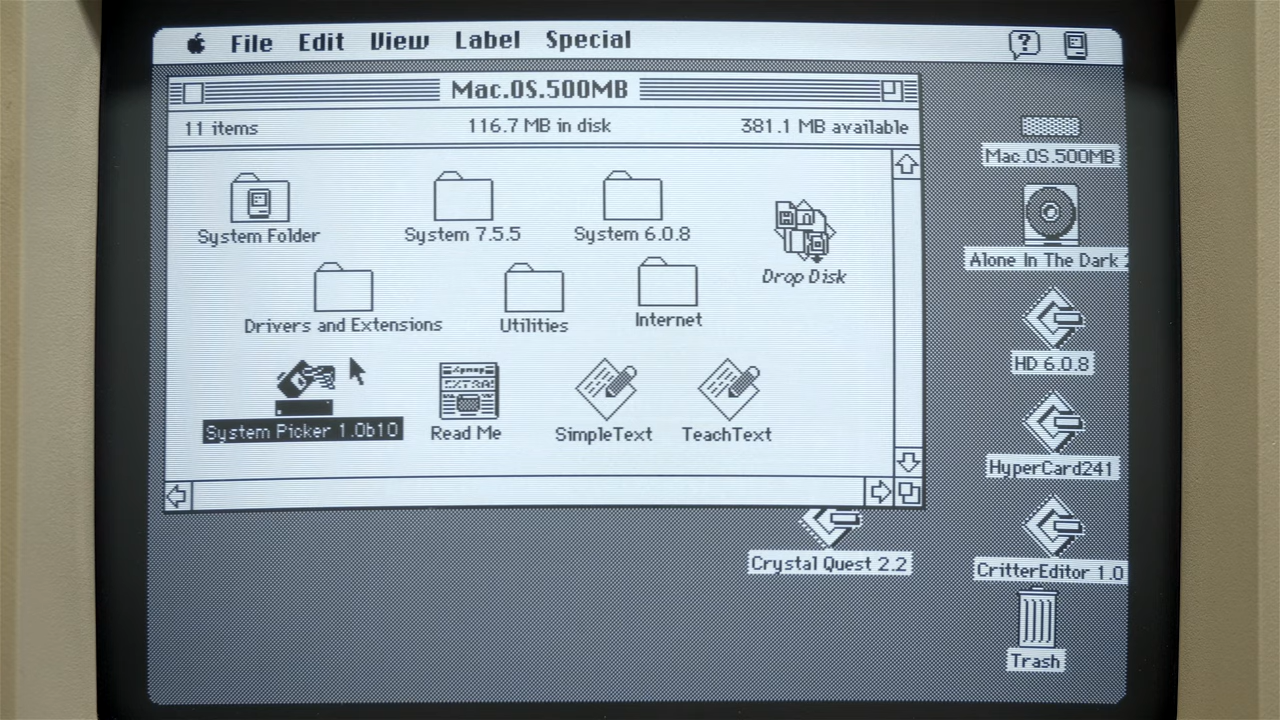 File Edit View Label Special
Mac.OS.500MB
11 items 116.7 MB in disk 381.1 MB available
System Folder
System 7.5.5
System 6.0.8
Drop Disk
Drivers and Extensions
Utilities
Internet
System Picker 1.0b10
EXTRA!
Read Me
SimpleText
TeachText
Mac.OS.500MB
Alone In The Dark 2
HD 6.0.8
HyperCard241
Crystal Quest 2.2
CritterEditor 1.0
Trash